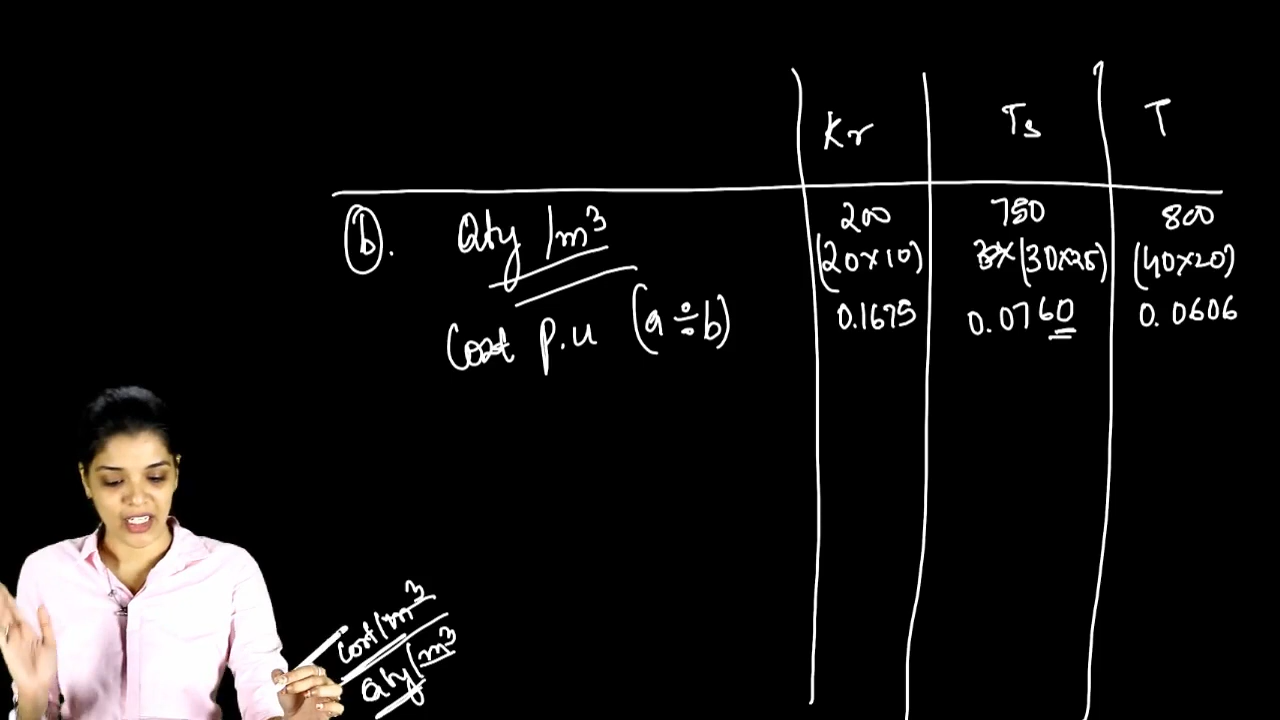 Kr Ts T
(b). Qty /m³ 200 750 800
(20×10) (30×25) (40×20)
Cost p.u (a÷b) 0.1675 0.0760 0.0606
Cost/m³
Qty/m³